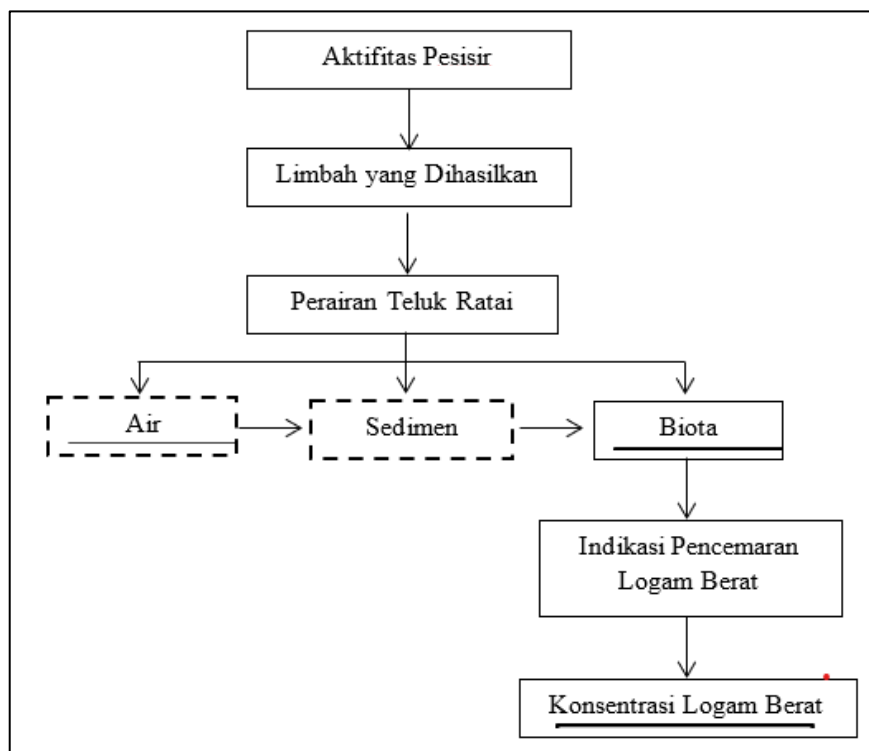 Aktifitas Pesisir
Limbah yang Dihasilkan
Perairan Teluk Ratai
Air
Sedimen
Biota
Indikasi Pencemaran
Logam Berat
Konsentrasi Logam Berat